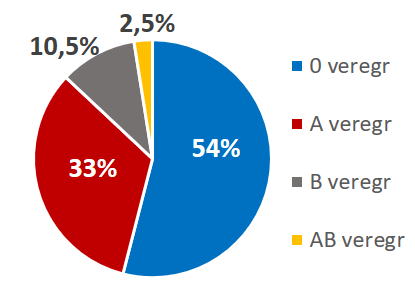 2,5%
10,5%
54%
33%
0 veregr
A veregr
B veregr
AB veregr